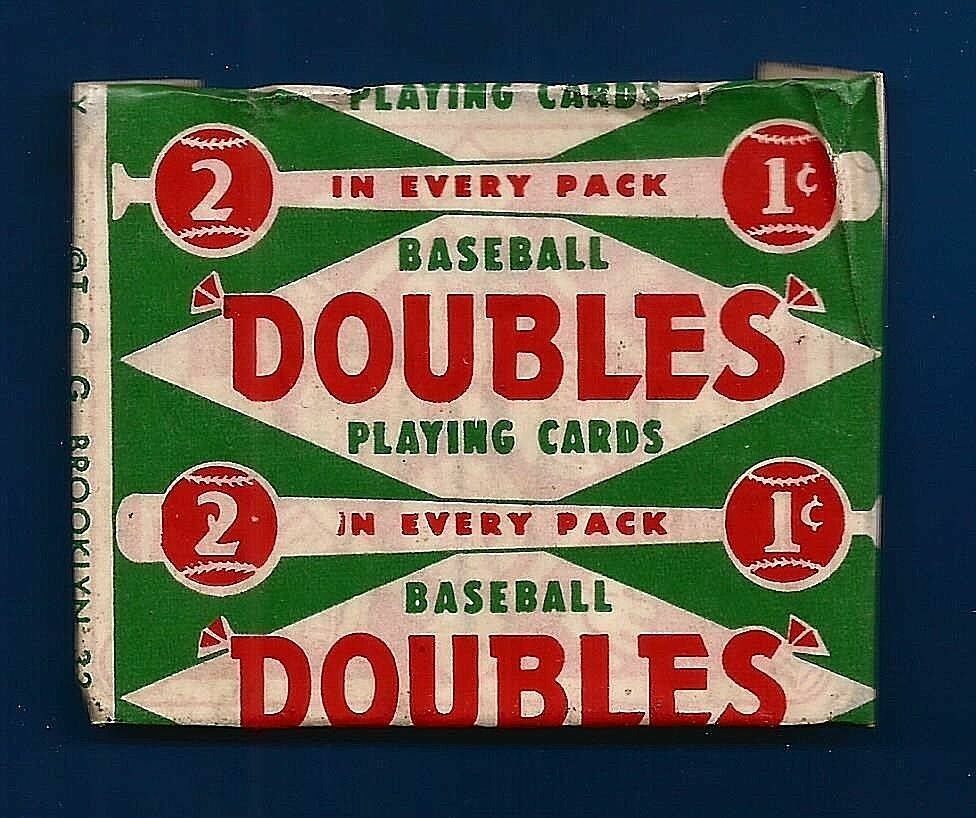 PLAYING CARDS
2 IN EVERY PACK 1¢
BASEBALL
DOUBLES
PLAYING CARDS
2 IN EVERY PACK 1¢
BASEBALL
DOUBLES
Y
©T. C. G. BROOKLYN 32